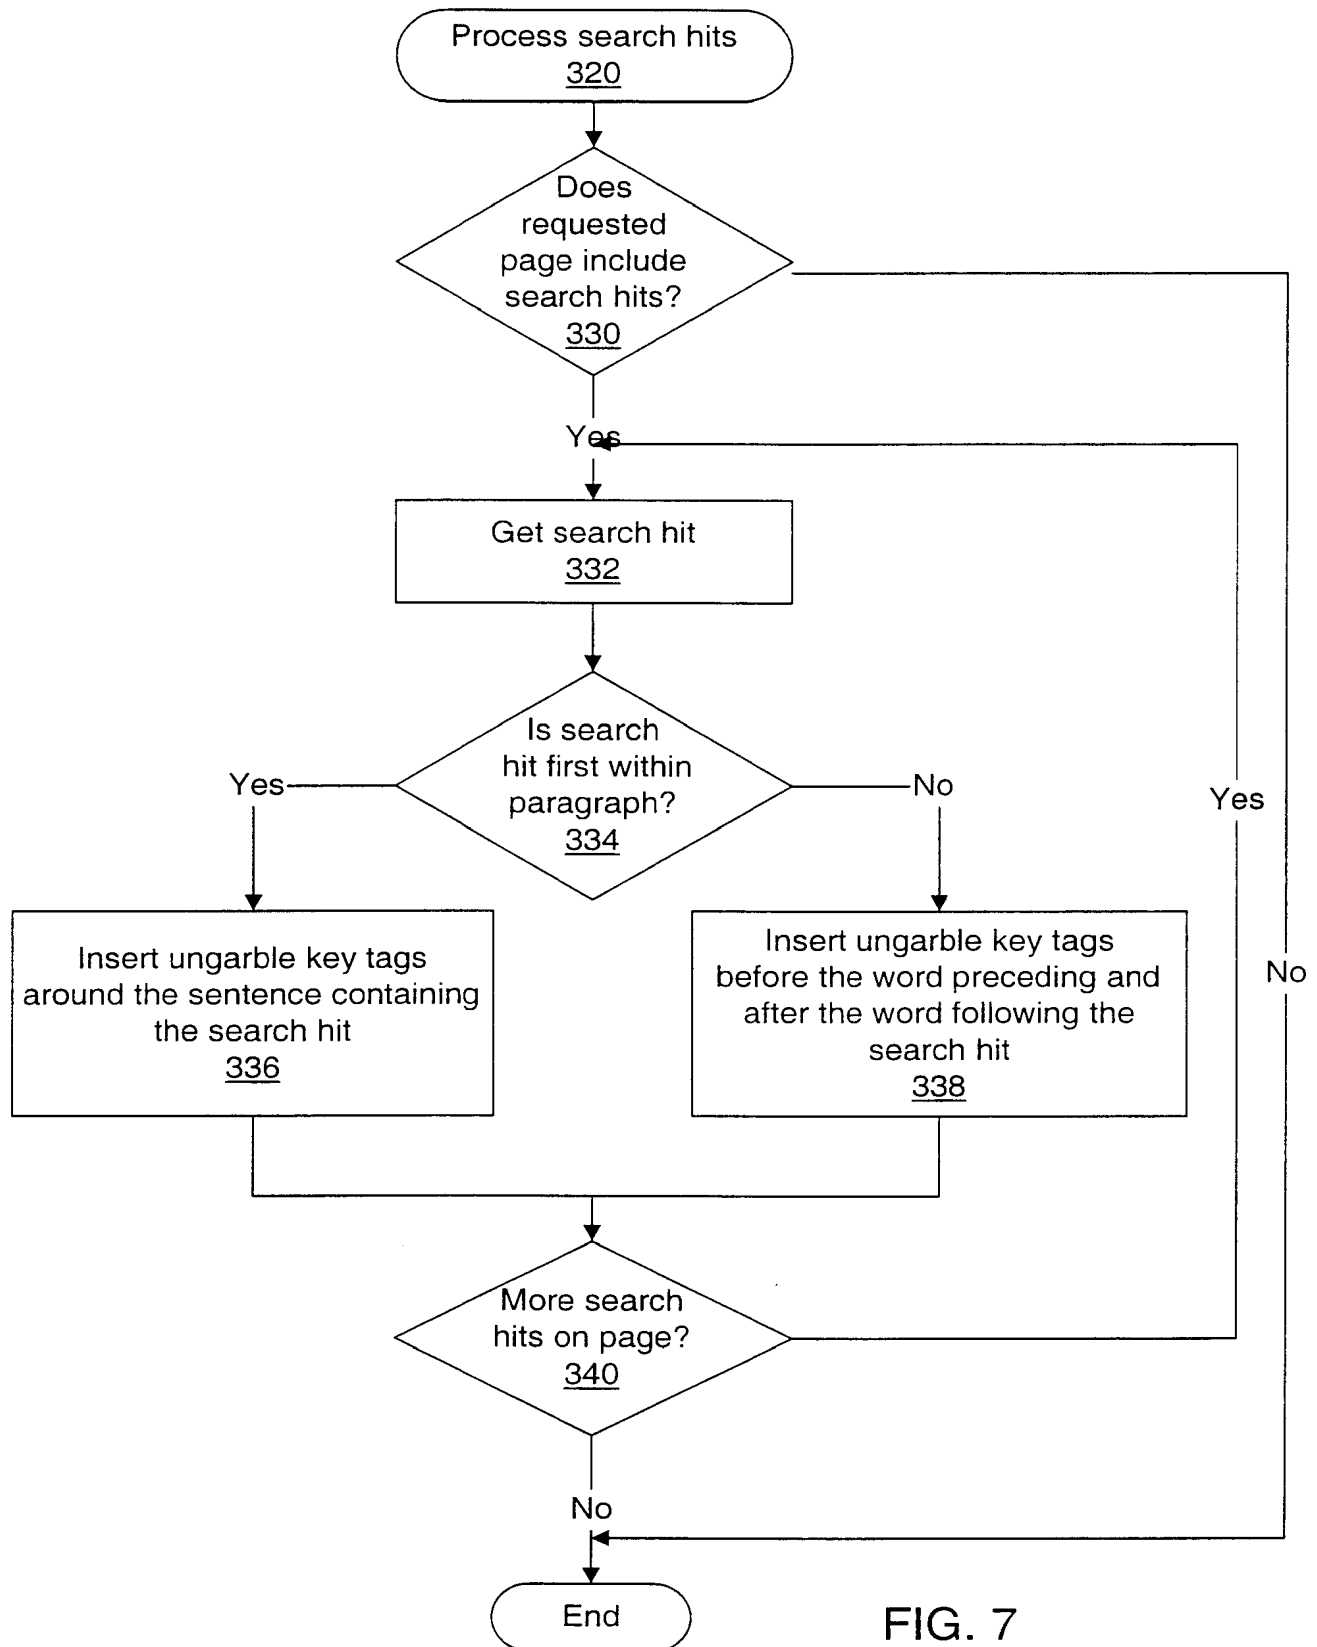 Process search hits
320
Does
requested
page include
search hits?
330
Yes
Get search hit
332
Is search
hit first within
paragraph?
334
Yes
No
Yes
Insert ungarble key tags
around the sentence containing
the search hit
336
Insert ungarble key tags
before the word preceding and
after the word following the
search hit
338
No
More search
hits on page?
340
No
End
FIG. 7